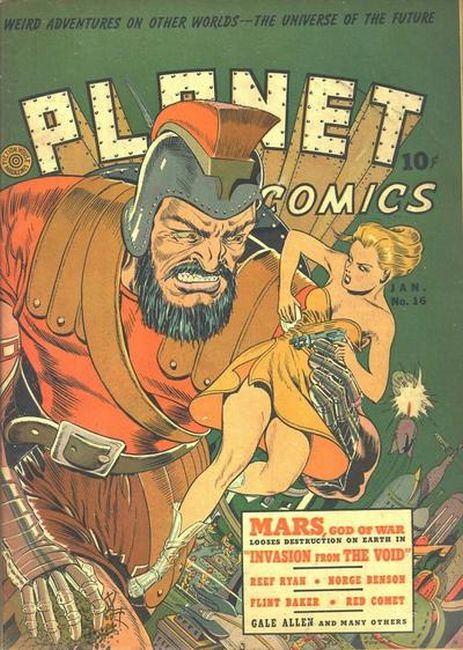 WEIRD ADVENTURES ON OTHER WORLDS—THE UNIVERSE OF THE FUTURE
PLANET
COMICS
10¢
JAN.
No. 16
MARS, GOD OF WAR
LOOSES DESTRUCTION ON EARTH IN
"INVASION FROM THE VOID"
REEF RYAN • NORGE BENSON
FLINT BAKER • RED COMET
GALE ALLEN AND MANY OTHERS